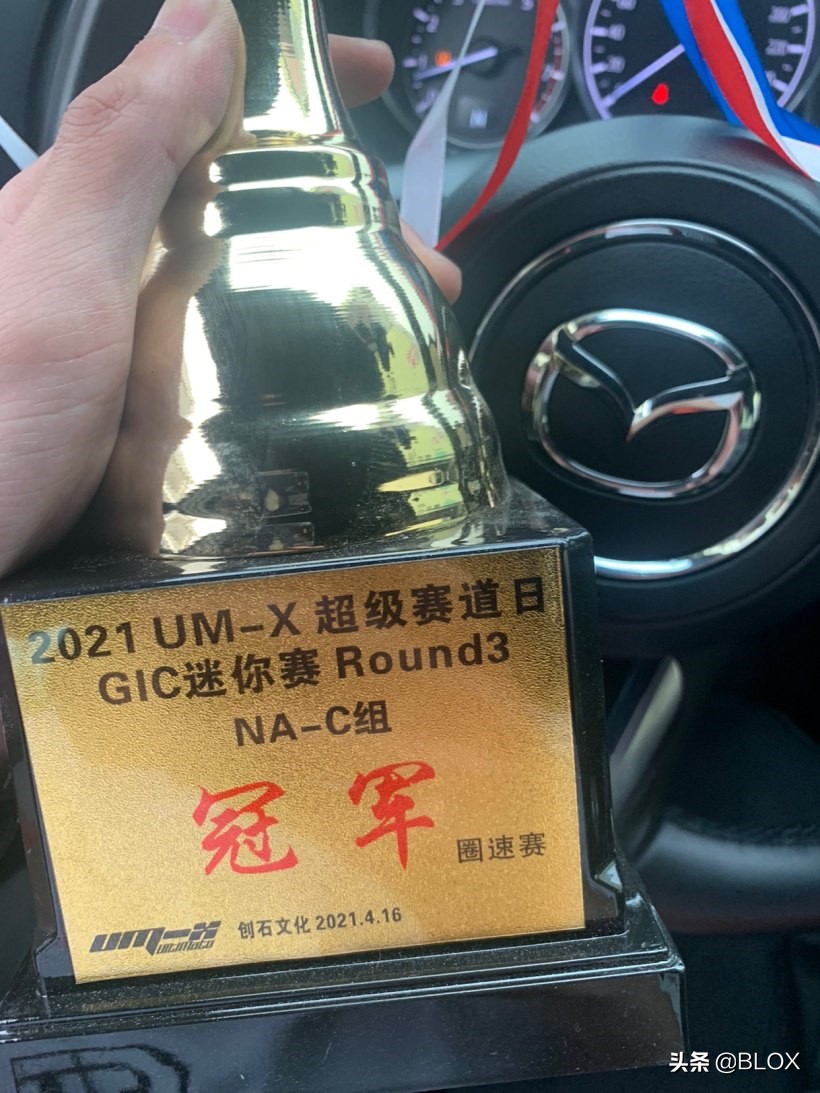 2021 UM-X 超级赛道日
GIC迷你赛 Round3
NA-C组
冠军
圈速赛
um-x
ultimate
创石文化 2021.4.16
头条 @BLOX